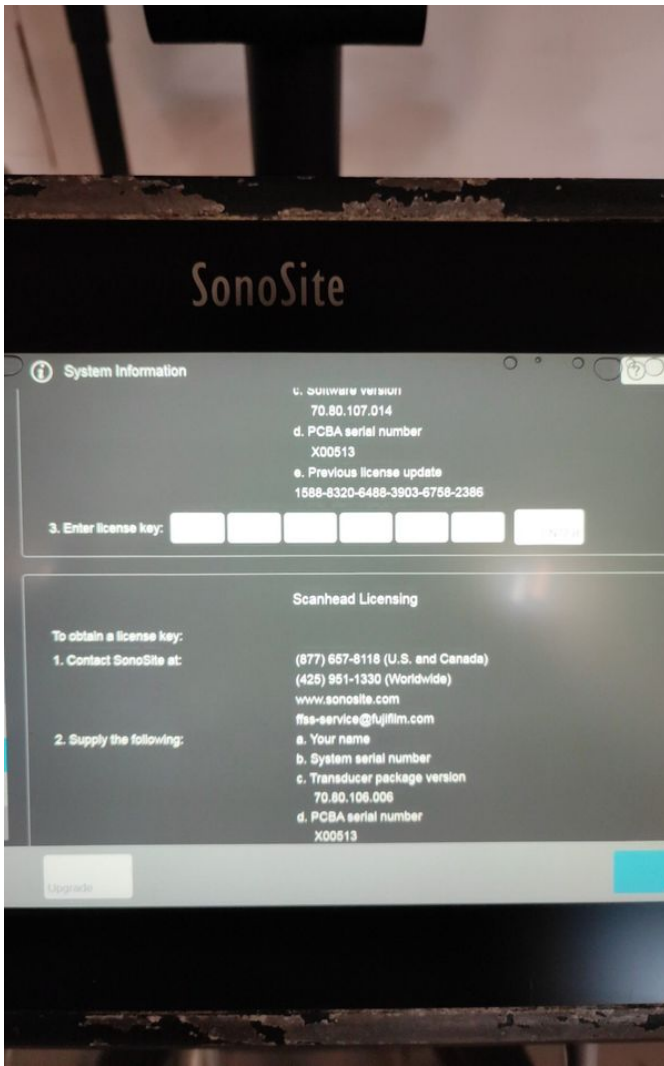 SonoSite
System Information
c. Software version
70.80.107.014
d. PCBA serial number
X00513
e. Previous license update
1588-8320-6488-3903-6758-2386
3. Enter license key:
Scanhead Licensing
To obtain a license key:
1. Contact SonoSite at: (877) 657-8118 (U.S. and Canada)
(425) 951-1330 (Worldwide)
www.sonosite.com
ffss-service@fujifilm.com
2. Supply the following: a. Your name
b. System serial number
c. Transducer package version
70.80.106.006
d. PCBA serial number
X00513
Upgrade